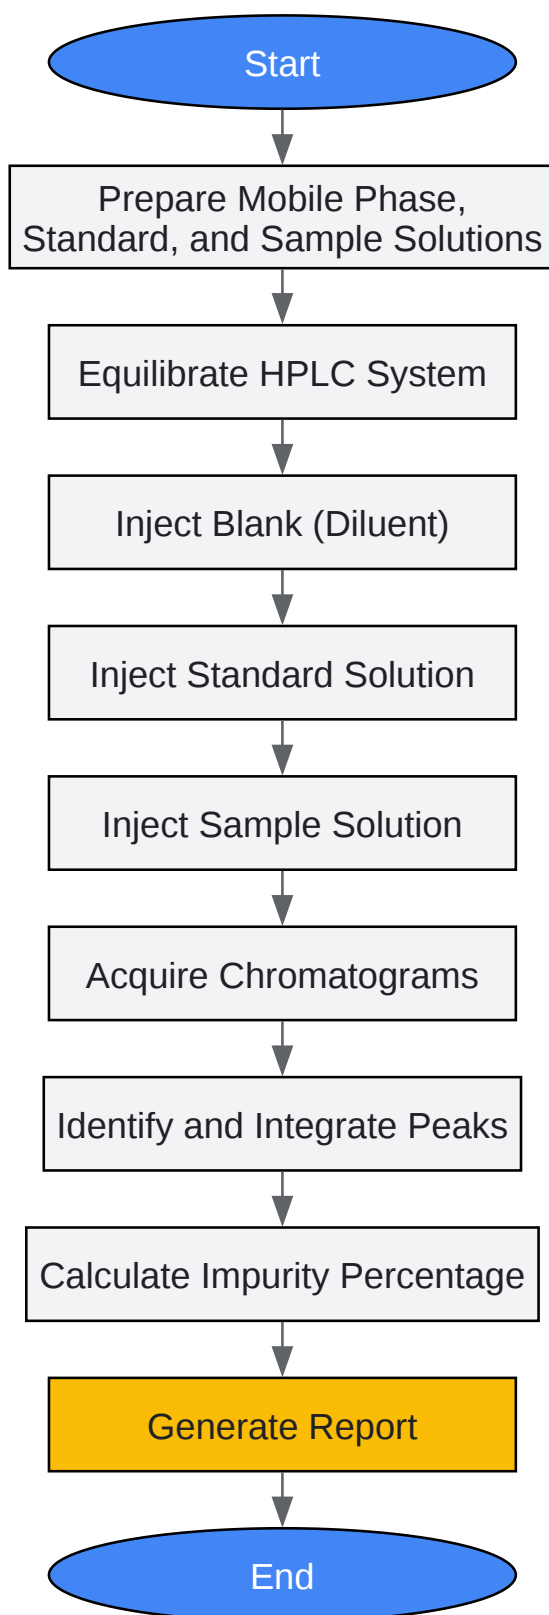 Start
Prepare Mobile Phase,
Standard, and Sample Solutions
Equilibrate HPLC System
Inject Blank (Diluent)
Inject Standard Solution
Inject Sample Solution
Acquire Chromatograms
Identify and Integrate Peaks
Calculate Impurity Percentage
Generate Report
End